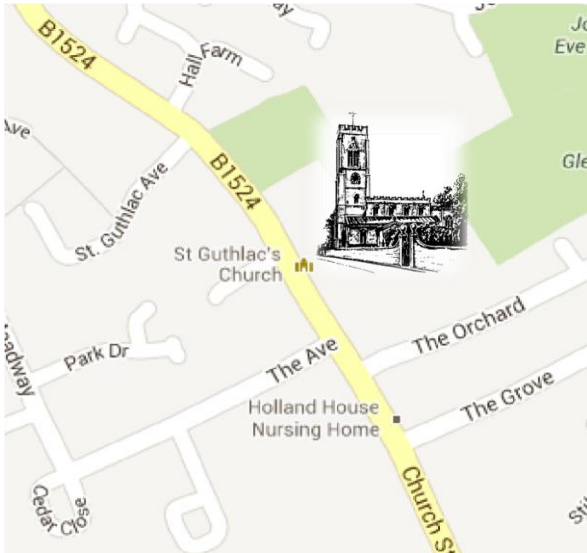 B1524
Hall Farm
Ave
St. Guthlac Ave
B1524
St Guthlac's
Church
Park Dr
The Ave
The Orchard
Holland House
Nursing Home
The Grove
Cedar Close
Church